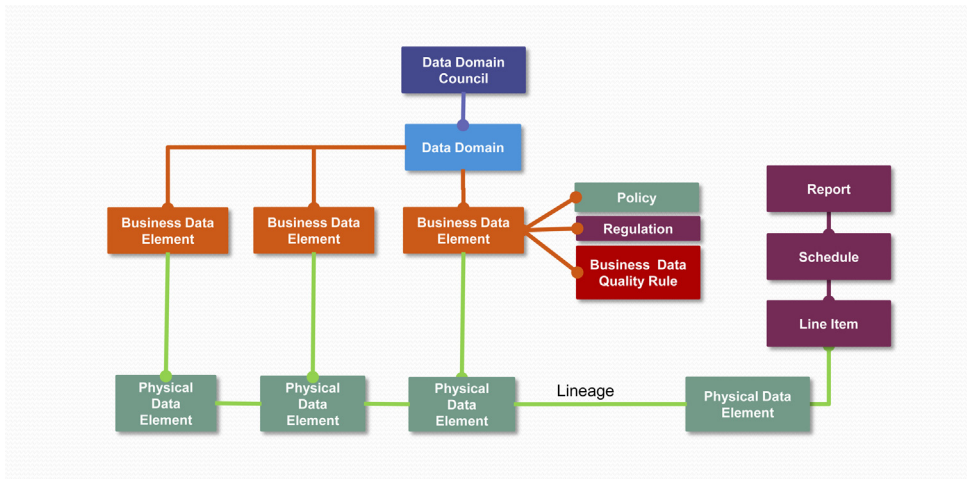 Data Domain
Council
Data Domain
Report
Policy
Business Data
Element
Business Data
Element
Business Data
Element
Regulation
Schedule
Business  Data
Quality Rule
Line Item
Physical
Data
Element
Physical
Data
Element
Physical
Data
Element
Lineage
Physical Data
Element